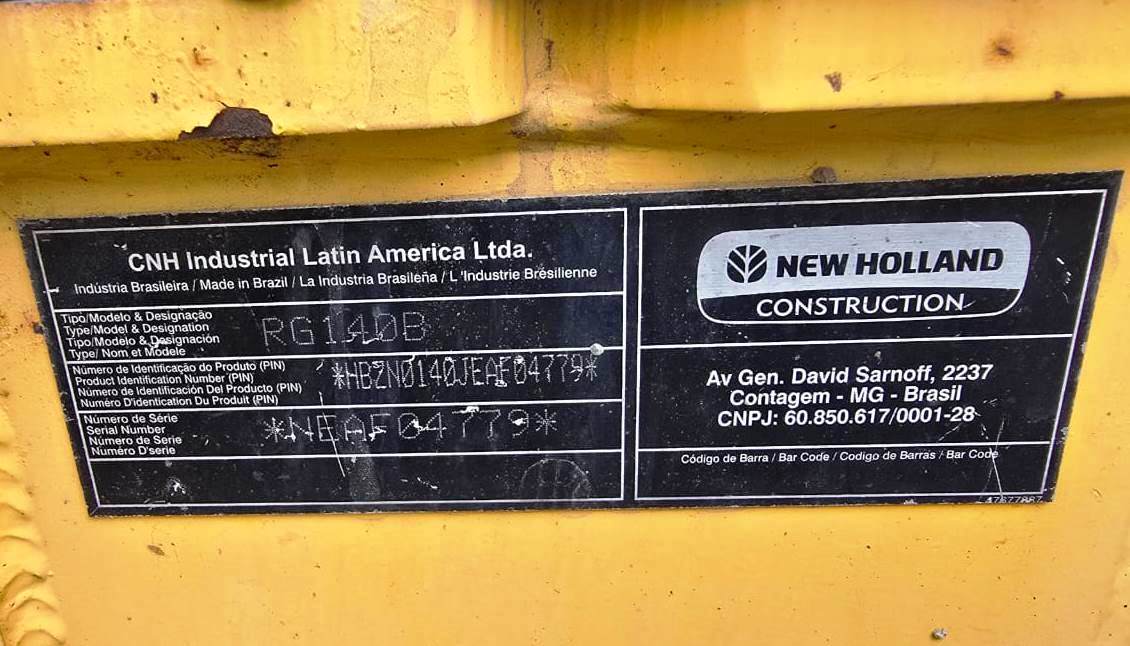 CNH Industrial Latin America Ltda.
Indústria Brasileira / Made in Brazil / La Industria Brasileña / L 'Industrie Brésilienne
Tipo/Modelo & Designação
Type/Model & Designation
Tipo/Modelo & Designación
Type/ Nom et Modèle
RG140B
Número de Identificação do Produto (PIN)
Product Identification Number (PIN)
Número de Identificación Del Producto (PIN)
Numéro D'identication Du Produit (PIN)
*HBZN0140JEAF04779*
Número de Série
Serial Number
Número de Serie
Numéro D'serie
*NEAF04779*
NEW HOLLAND
CONSTRUCTION
Av Gen. David Sarnoff, 2237
Contagem - MG - Brasil
CNPJ: 60.850.617/0001-28
Código de Barra / Bar Code / Codigo de Barras / Bar Code
47677887